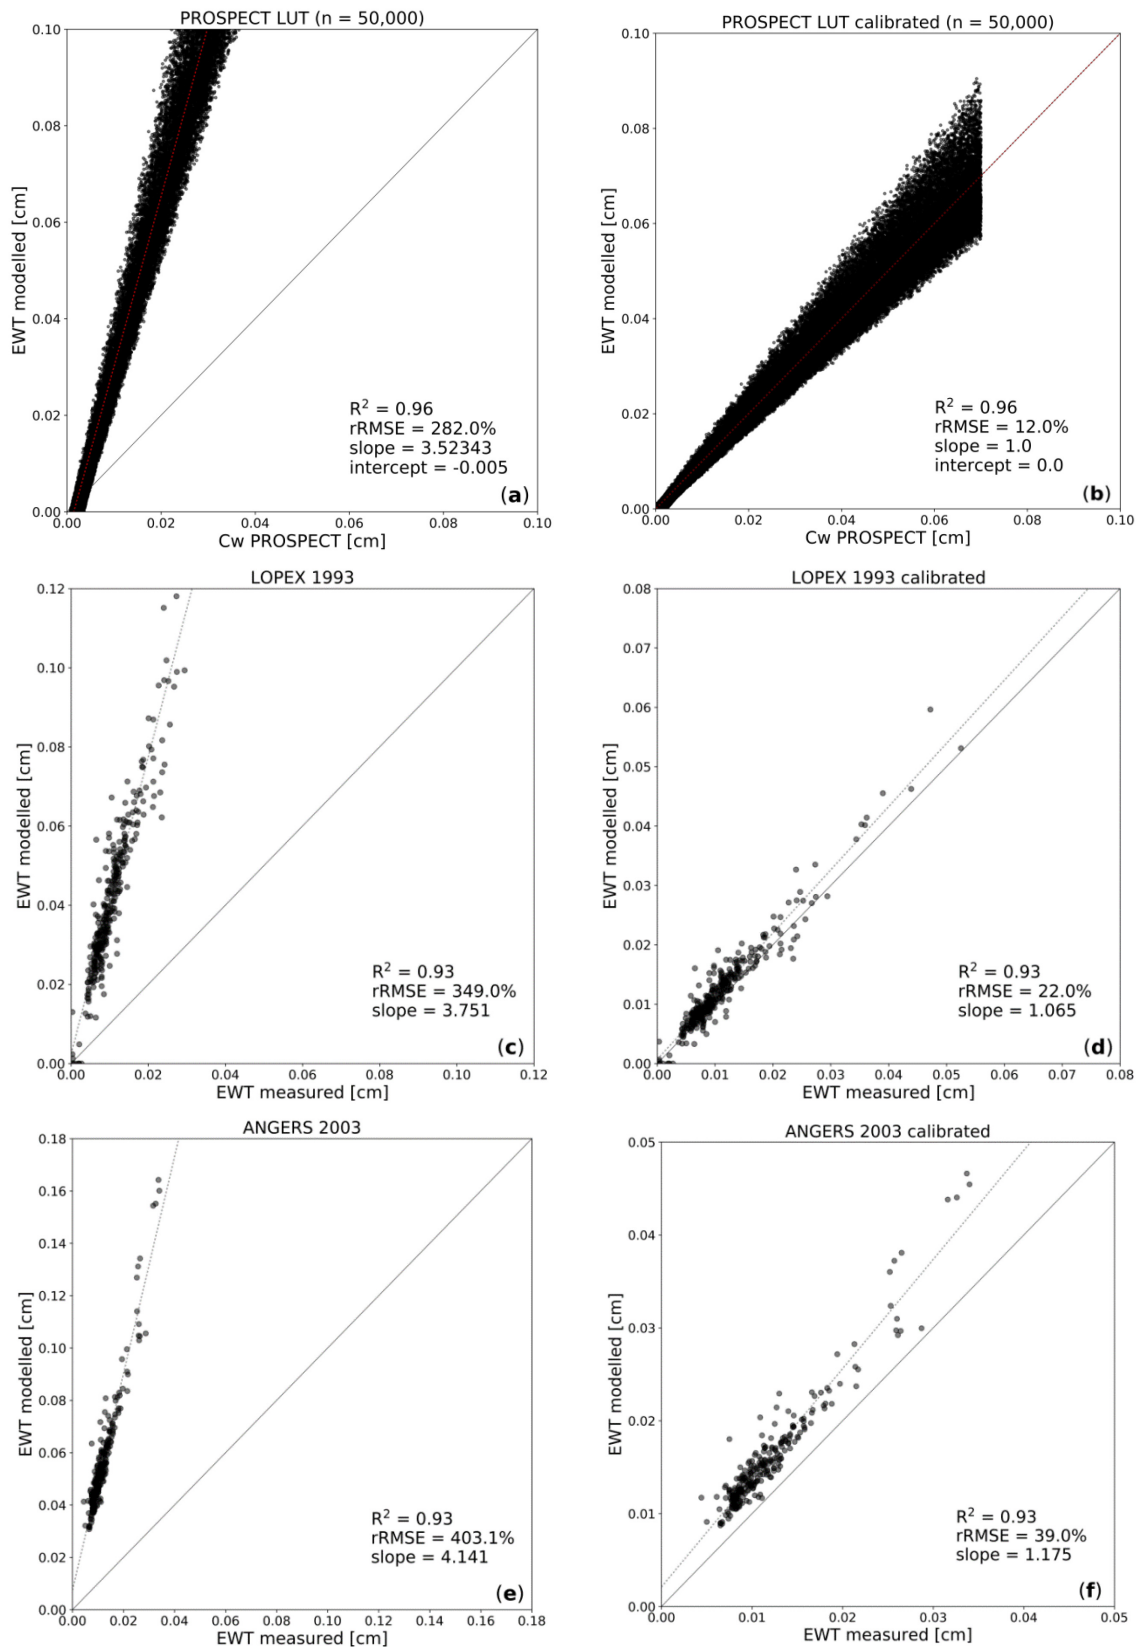 PROSPECT LUT (n = 50,000)
0.10
0.08
0.06
0.04
0.02
0.00
EWT modelled [cm]
R² = 0.96
rRMSE = 282.0%
slope = 3.52343
intercept = -0.005
(a)
0.00 0.02 0.04 0.06 0.08 0.10
Cw PROSPECT [cm]
PROSPECT LUT calibrated (n = 50,000)
0.10
0.08
0.06
0.04
0.02
0.00
EWT modelled [cm]
R² = 0.96
rRMSE = 12.0%
slope = 1.0
intercept = 0.0
(b)
0.00 0.02 0.04 0.06 0.08 0.10
Cw PROSPECT [cm]
LOPEX 1993
0.12
0.10
0.08
0.06
0.04
0.02
0.00
EWT modelled [cm]
R² = 0.93
rRMSE = 349.0%
slope = 3.751
(c)
0.00 0.02 0.04 0.06 0.08 0.10 0.12
EWT measured [cm]
LOPEX 1993 calibrated
0.08
0.07
0.06
0.05
0.04
0.03
0.02
0.01
0.00
EWT modelled [cm]
R² = 0.93
rRMSE = 22.0%
slope = 1.065
(d)
0.00 0.01 0.02 0.03 0.04 0.05 0.06 0.07 0.08
EWT measured [cm]
ANGERS 2003
0.18
0.16
0.14
0.12
0.10
0.08
0.06
0.04
0.02
0.00
EWT modelled [cm]
R² = 0.93
rRMSE = 403.1%
slope = 4.141
(e)
0.00 0.02 0.04 0.06 0.08 0.10 0.12 0.14 0.16 0.18
EWT measured [cm]
ANGERS 2003 calibrated
0.05
0.04
0.03
0.02
0.01
0.00
EWT modelled [cm]
R² = 0.93
rRMSE = 39.0%
slope = 1.175
(f)
0.00 0.01 0.02 0.03 0.04 0.05
EWT measured [cm]